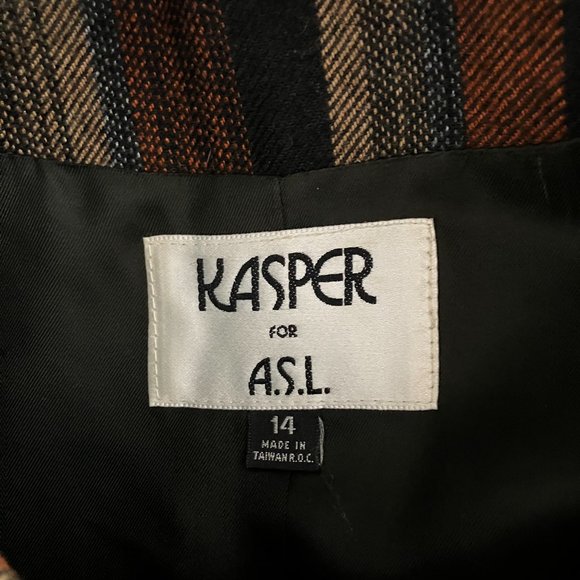 KASPER
FOR
A.S.L.
14
MADE IN
TAIWAN R.O.C.